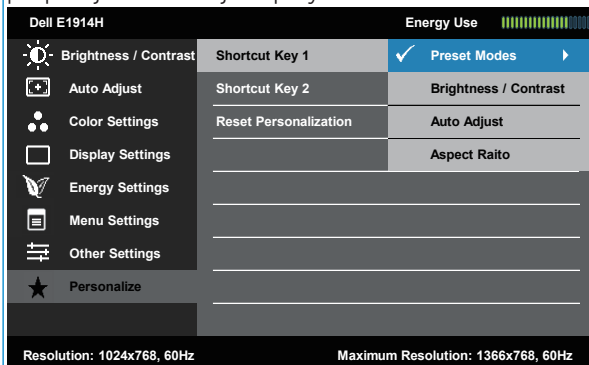 Dell E1914H Energy Use
Brightness / Contrast Shortcut Key 1 Preset Modes
Auto Adjust Shortcut Key 2 Brightness / Contrast
Color Settings Reset Personalization Auto Adjust
Display Settings Aspect Raito
Energy Settings
Menu Settings
Other Settings
Personalize
Resolution: 1024x768, 60Hz Maximum Resolution: 1366x768, 60Hz